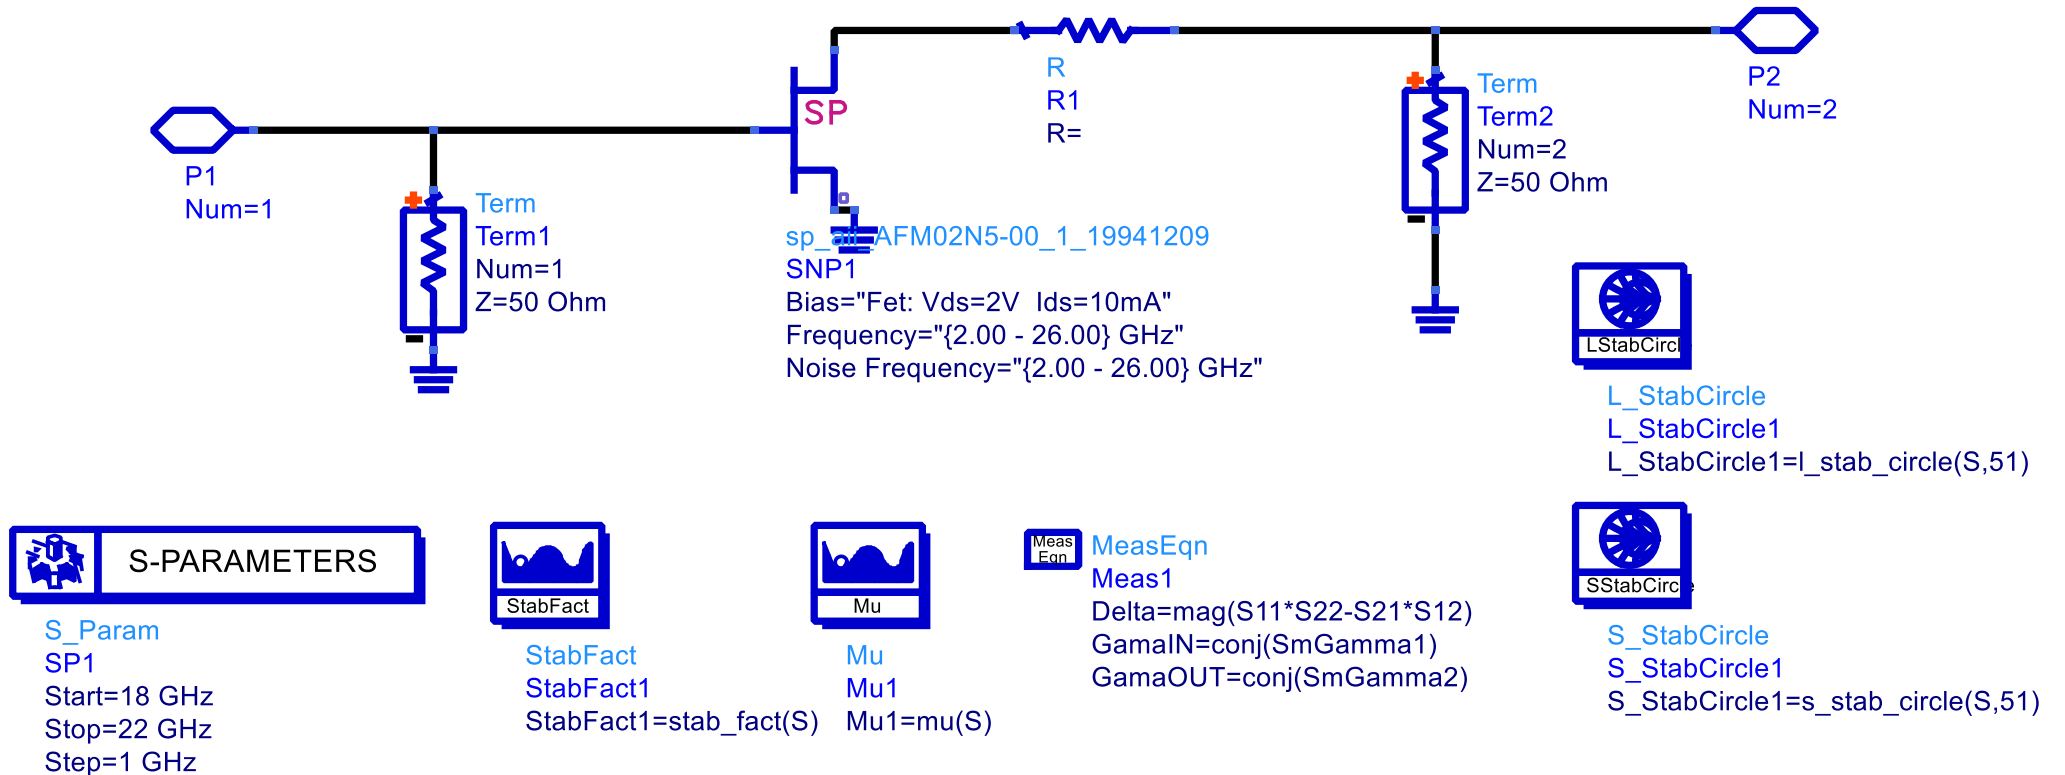 R
R1
R=
P2
Num=2
Term
Term2
Num=2
Z=50 Ohm
P1
Num=1
Term
Term1
Num=1
Z=50 Ohm
SP
sp_aii_AFM02N5-00_1_19941209
SNP1
Bias="Fet: Vds=2V  Ids=10mA"
Frequency="{2.00 - 26.00} GHz"
Noise Frequency="{2.00 - 26.00} GHz"
LStabCircle
L_StabCircle
L_StabCircle1
L_StabCircle1=l_stab_circle(S,51)
S-PARAMETERS
S_Param
SP1
Start=18 GHz
Stop=22 GHz
Step=1 GHz
StabFact
StabFact
StabFact1
StabFact1=stab_fact(S)
Mu
Mu
Mu1
Mu1=mu(S)
Meas
Eqn
MeasEqn
Meas1
Delta=mag(S11*S22-S21*S12)
GamaIN=conj(SmGamma1)
GamaOUT=conj(SmGamma2)
SStabCircle
S_StabCircle
S_StabCircle1
S_StabCircle1=s_stab_circle(S,51)